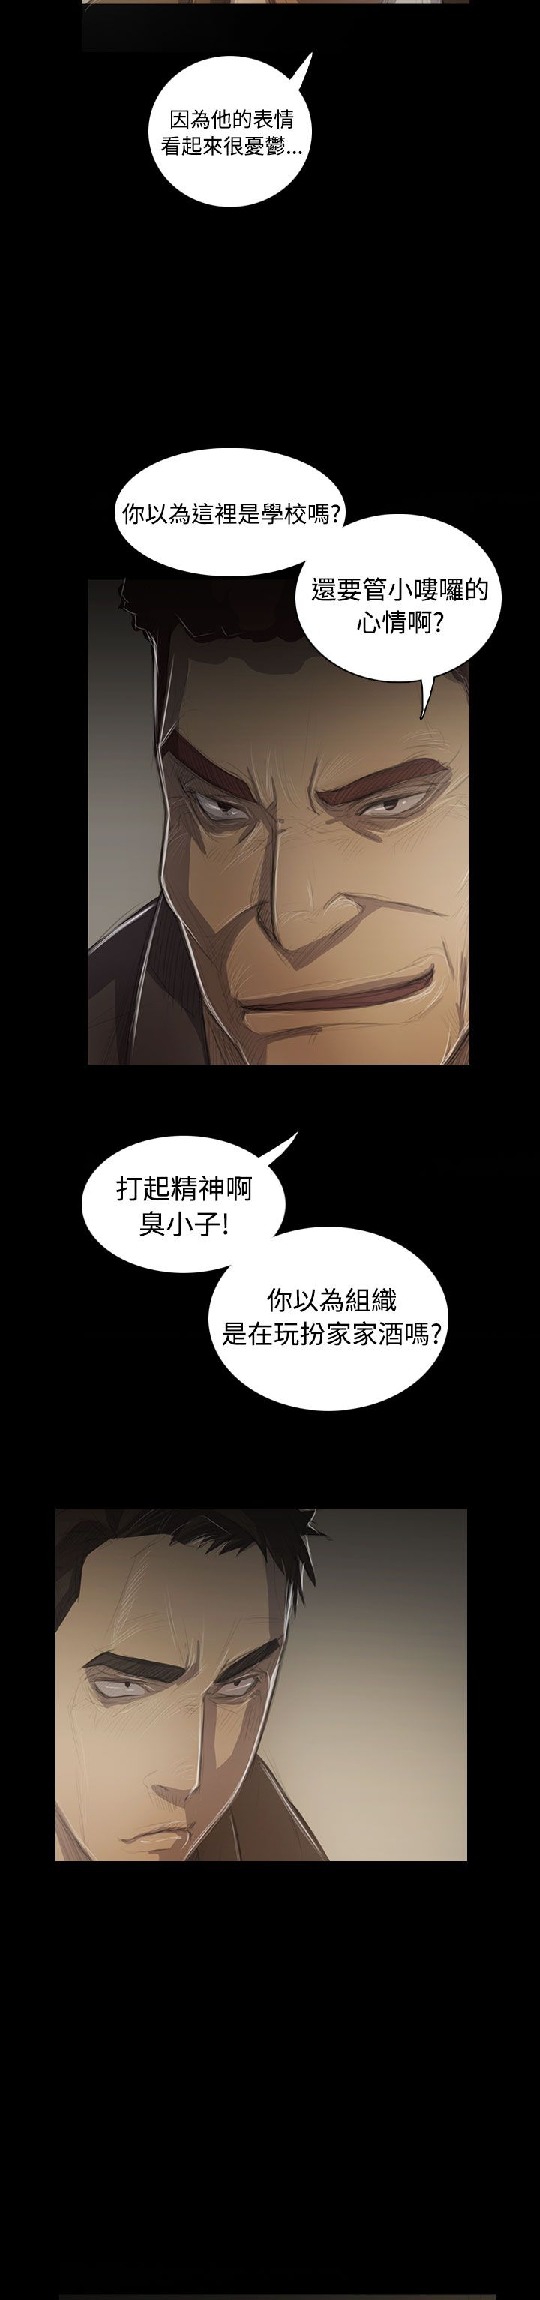 因為他的表情
看起來很憂鬱...
你以為這裡是學校嗎?
還要管小嘍囉的
心情啊?
打起精神啊
臭小子!
你以為組織
是在玩扮家家酒嗎?